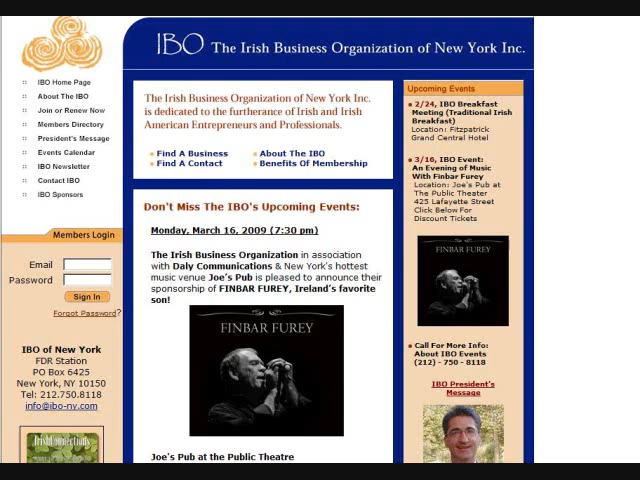 IBO The Irish Business Organization of New York Inc.
IBO Home Page
About The IBO
Join or Renew Now
Members Directory
President's Message
Events Calendar
IBO Newsletter
Contact IBO
IBO Sponsors
Members Login
Email
Password
Sign In
Forgot Password?
IBO of New York
FDR Station
PO Box 6425
New York, NY 10150
Tel: 212.750.8118
info@ibo-ny.com
IrishConnections
The Irish Business Organization of New York Inc.
is dedicated to the furtherance of Irish and Irish
American Entrepreneurs and Professionals.
Find A Business
About The IBO
Find A Contact
Benefits Of Membership
Don't Miss The IBO's Upcoming Events:
Monday, March 16, 2009 (7:30 pm)
The Irish Business Organization in association
with Daly Communications & New York's hottest
music venue Joe's Pub is pleased to announce their
sponsorship of FINBAR FUREY, Ireland's favorite
son!
FINBAR FUREY
Joe's Pub at the Public Theatre
Upcoming Events
2/24, IBO Breakfast
Meeting (Traditional Irish
Breakfast)
Location: Fitzpatrick
Grand Central Hotel
3/16, IBO Event:
An Evening of Music
With Finbar Furey
Location: Joe's Pub at
The Public Theater
425 Lafayette Street
Click Below For
Discount Tickets
FINBAR FUREY
Call For More Info:
About IBO Events
(212) - 750 - 8118
IBO President's
Message